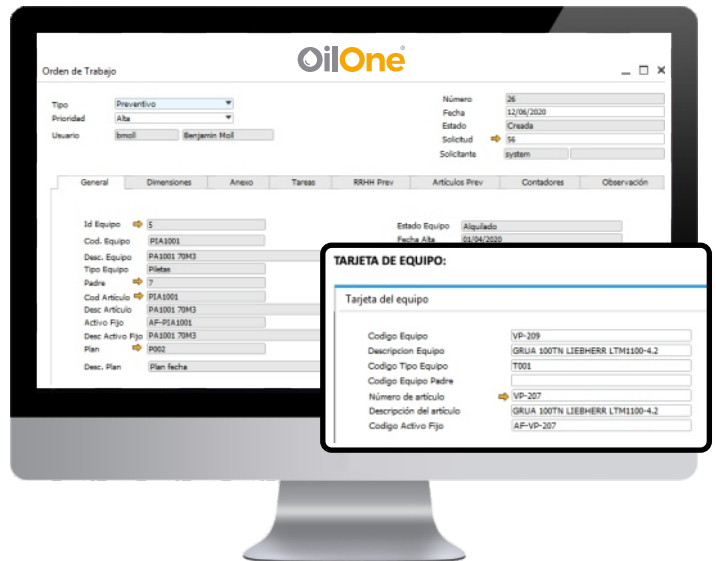 OilOne
Orden de Trabajo
Tipo Preventivo
Prioridad Alta
Usuario bmoll Benjamin Moll
Número 26
Fecha 12/06/2020
Estado Creada
Solicitud 56
Solicitante system
General Dimensiones Anexo Tareas RRHH Prev Artículos Prev Contadores Observación
Id Equipo 5
Cod. Equipo PIA1001
Desc. Equipo PA1001 70M3
Tipo Equipo Piletas
Padre 7
Cod Artículo PIA1001
Desc Artículo PA1001 70M3
Activo Fijo AF-PIA1001
Desc Activo Fijo PA1001 70M3
Plan P002
Desc. Plan Plan fecha
Estado Equipo Alquilado
Fecha Alta 01/04/2020
TARJETA DE EQUIPO:
Tarjeta del equipo
Codigo Equipo VP-209
Descripcion Equipo GRUA 100TN LIEBHERR LTM1100-4.2
Codigo Tipo Equipo T001
Codigo Equipo Padre
Número de artículo VP-207
Descripción del artículo GRUA 100TN LIEBHERR LTM1100-4.2
Codigo Activo Fijo AF-VP-207